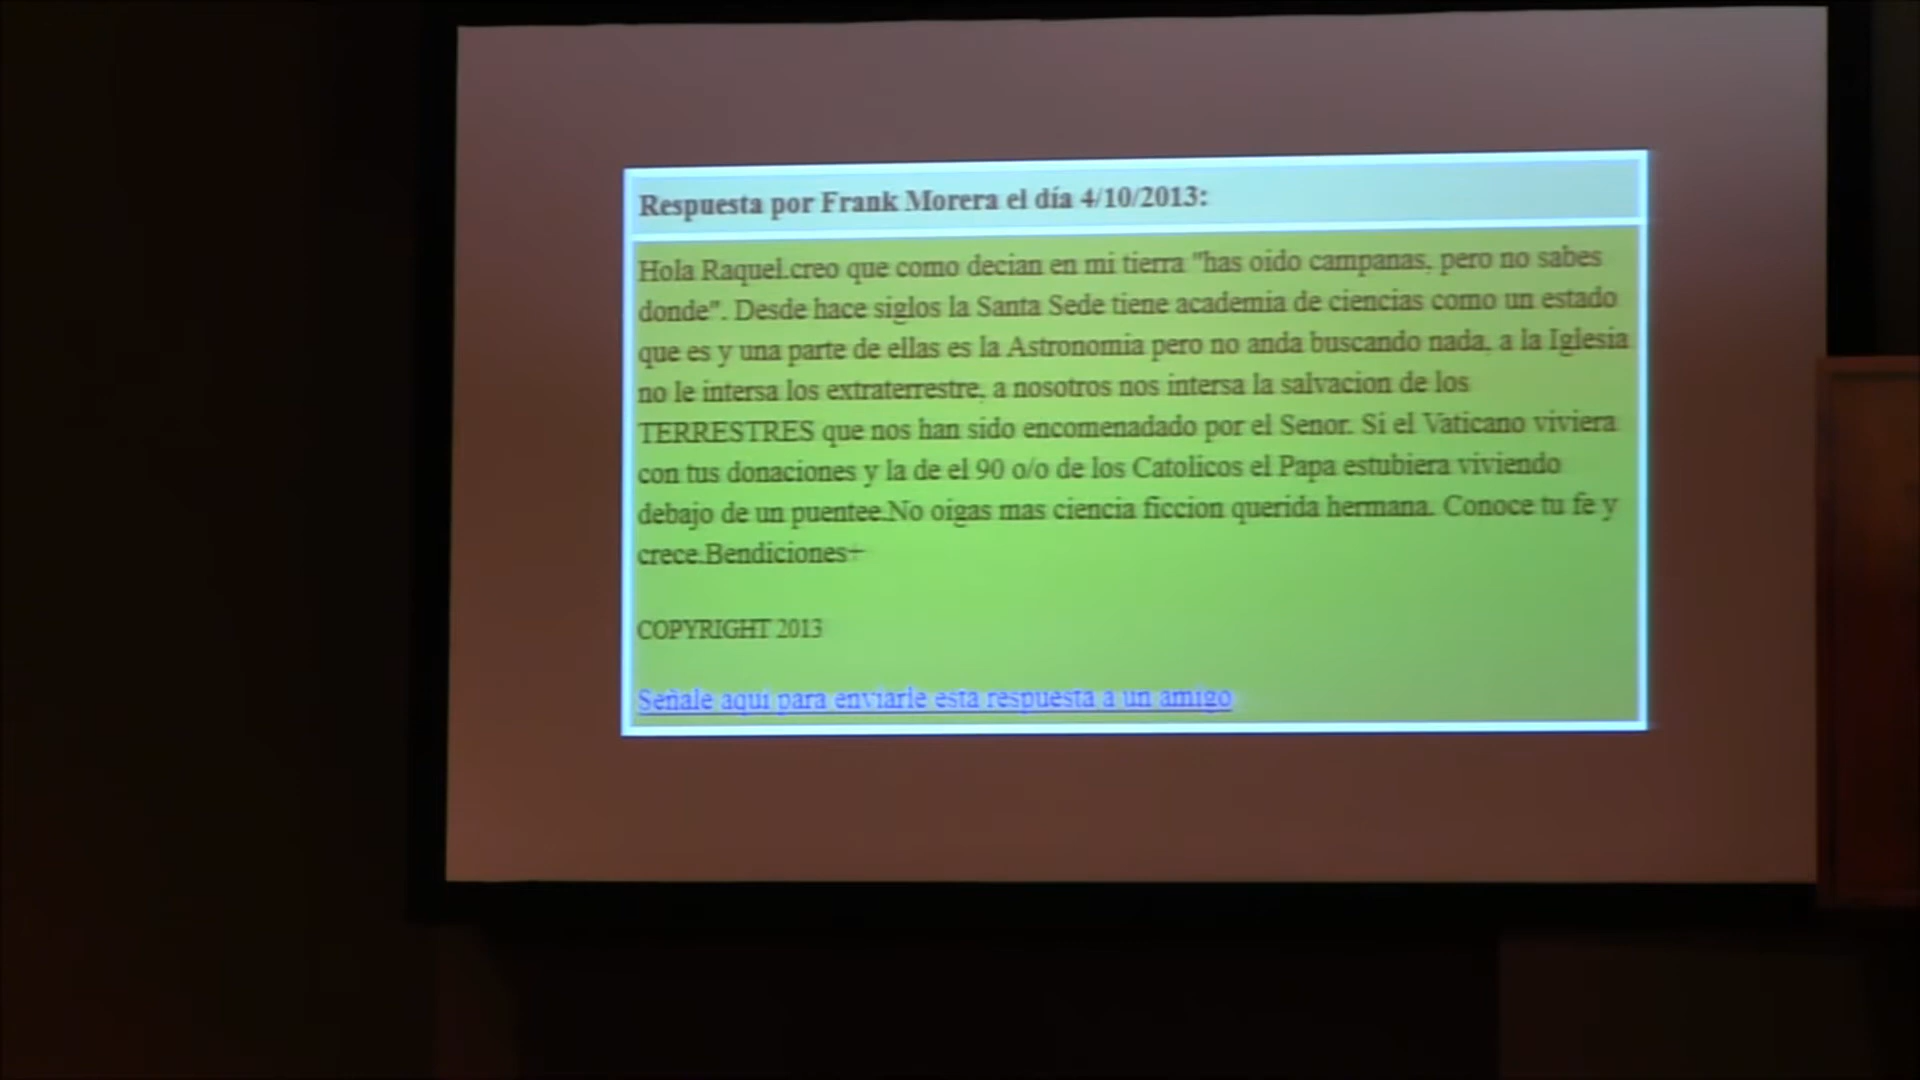 Respuesta por Frank Morera el día 4/10/2013:
Hola Raquel.creo que como decian en mi tierra "has oido campanas, pero no sabes
donde". Desde hace siglos la Santa Sede tiene academia de ciencias como un estado
que es y una parte de ellas es la Astronomia pero no anda buscando nada, a la Iglesia
no le intersa los extraterrestre, a nosotros nos intersa la salvacion de los
TERRESTRES que nos han sido encomenadado por el Senor. Si el Vaticano viviera
con tus donaciones y la de el 90 o/o de los Catolicos el Papa estubiera viviendo
debajo de un puentee.No oigas mas ciencia ficcion querida hermana. Conoce tu fe y
crece.Bendiciones+
COPYRIGHT 2013
Señale aquí para enviarle esta respuesta a un amigo